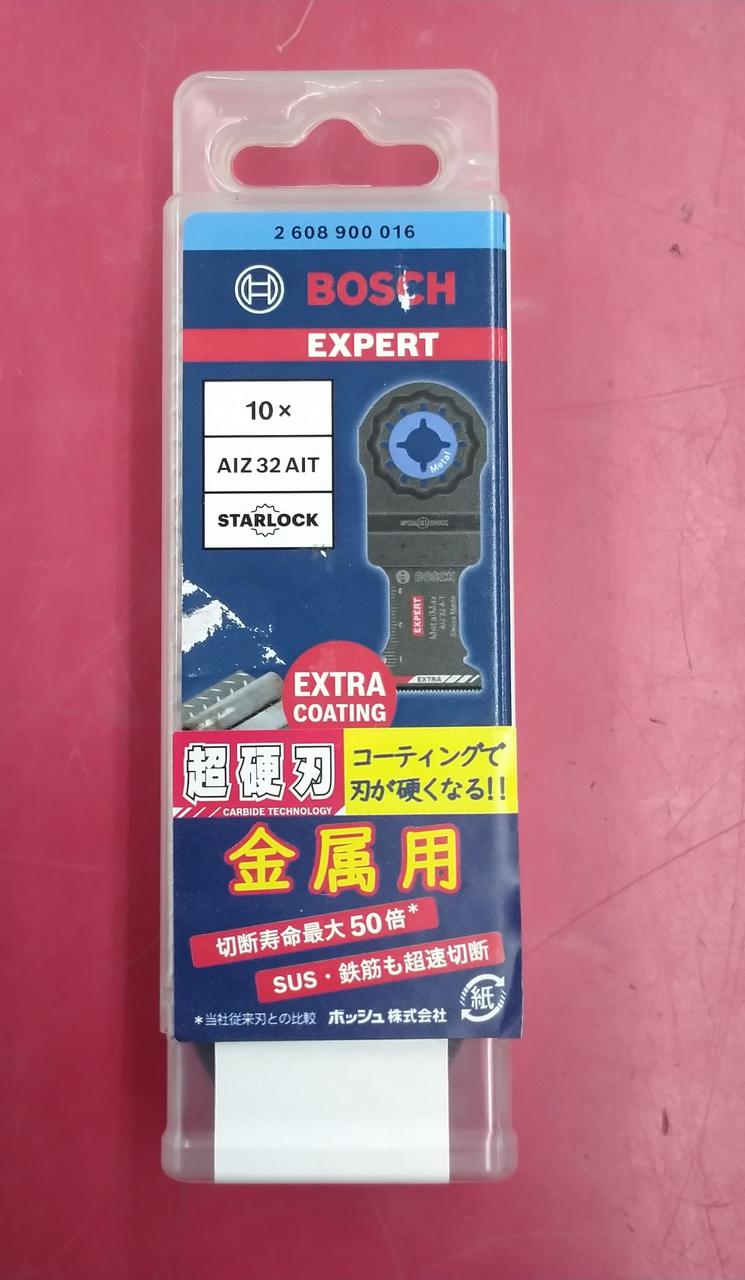 2 608 900 016
BOSCH
EXPERT
10 ×
AIZ 32 AIT
STARLOCK
Metal
STARLOCK
BOSCH
EXPERT
MetalMax
AIZ 32 AIT
Swiss Made
EXTRA
EXTRA
COATING
超硬刃
CARBIDE TECHNOLOGY
コーティングで
刃が硬くなる!!
金属用
切断寿命最大50倍*
SUS・鉄筋も超速切断
*当社従来刃との比較 ボッシュ株式会社
紙